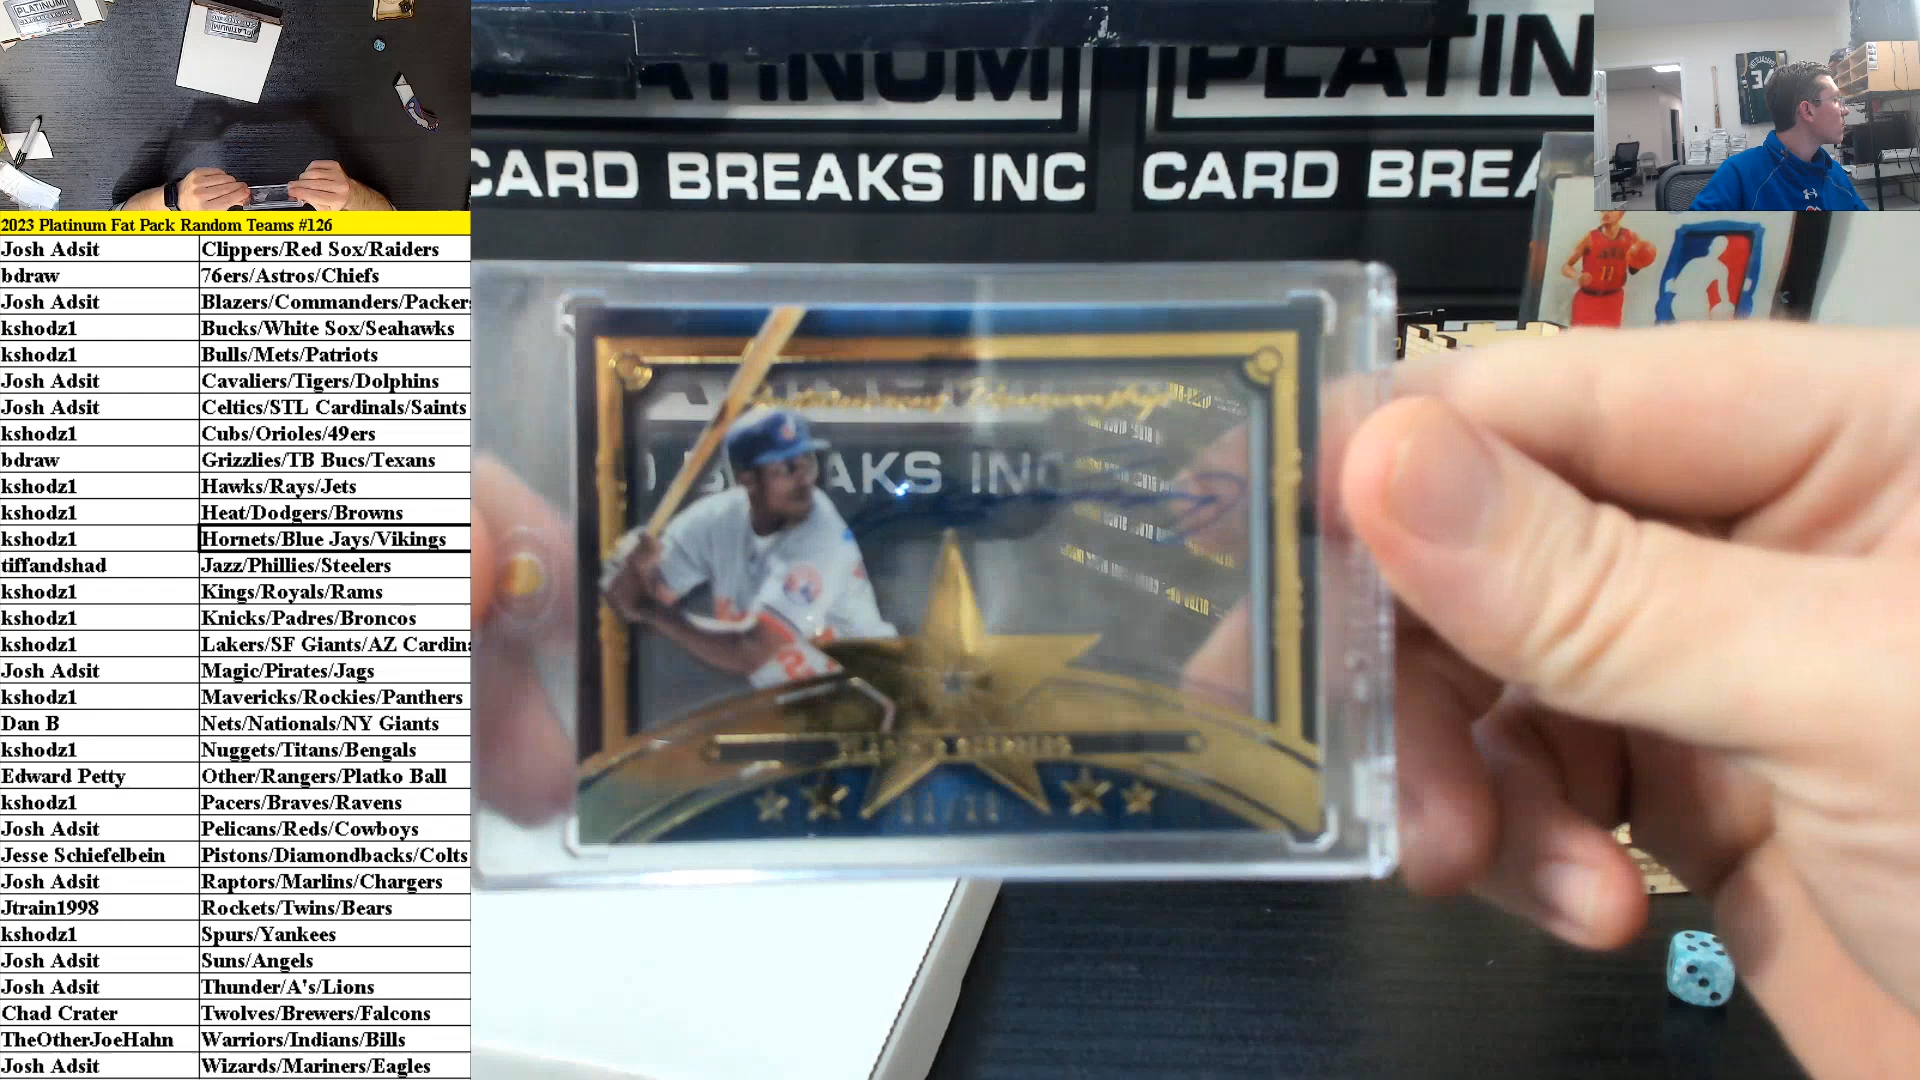 PLATINUM
PLATINUM
PLATINUM
PLATIN
CARD BREAKS INC
CARD BREA
AKS INC
11
2023 Platinum Fat Pack Random Teams #126
Josh Adsit Clippers/Red Sox/Raiders
bdraw 76ers/Astros/Chiefs
Josh Adsit Blazers/Commanders/Packers
kshodz1 Bucks/White Sox/Seahawks
kshodz1 Bulls/Mets/Patriots
Josh Adsit Cavaliers/Tigers/Dolphins
Josh Adsit Celtics/STL Cardinals/Saints
kshodz1 Cubs/Orioles/49ers
bdraw Grizzlies/TB Bucs/Texans
kshodz1 Hawks/Rays/Jets
kshodz1 Heat/Dodgers/Browns
kshodz1 Hornets/Blue Jays/Vikings
tiffandshad Jazz/Phillies/Steelers
kshodz1 Kings/Royals/Rams
kshodz1 Knicks/Padres/Broncos
kshodz1 Lakers/SF Giants/AZ Cardina
Josh Adsit Magic/Pirates/Jags
kshodz1 Mavericks/Rockies/Panthers
Dan B Nets/Nationals/NY Giants
kshodz1 Nuggets/Titans/Bengals
Edward Petty Other/Rangers/Platko Ball
kshodz1 Pacers/Braves/Ravens
Josh Adsit Pelicans/Reds/Cowboys
Jesse Schiefelbein Pistons/Diamondbacks/Colts
Josh Adsit Raptors/Marlins/Chargers
Jtrain1998 Rockets/Twins/Bears
kshodz1 Spurs/Yankees
Josh Adsit Suns/Angels
Josh Adsit Thunder/A's/Lions
Chad Crater Twolves/Brewers/Falcons
TheOtherJoeHahn Warriors/Indians/Bills
Josh Adsit Wizards/Mariners/Eagles